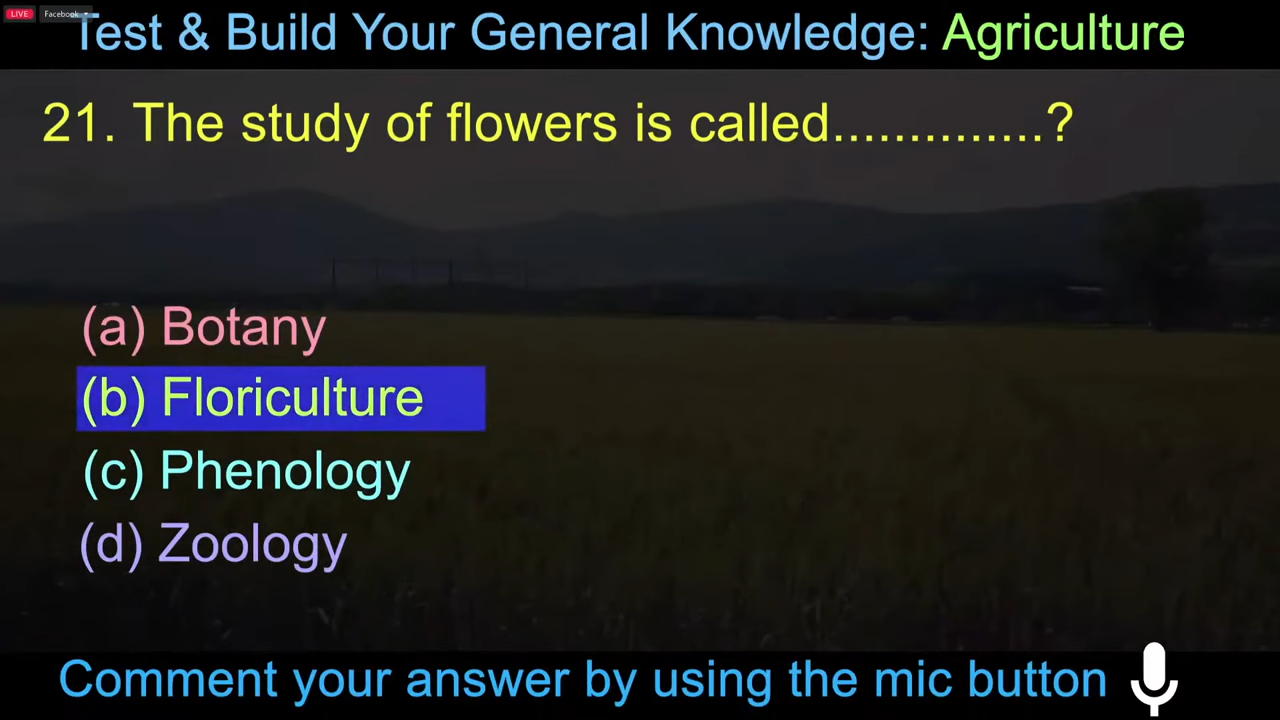 LIVE Facebook
Test & Build Your General Knowledge: Agriculture
21. The study of flowers is called..............?
(a) Botany
(b) Floriculture
(c) Phenology
(d) Zoology
Comment your answer by using the mic button